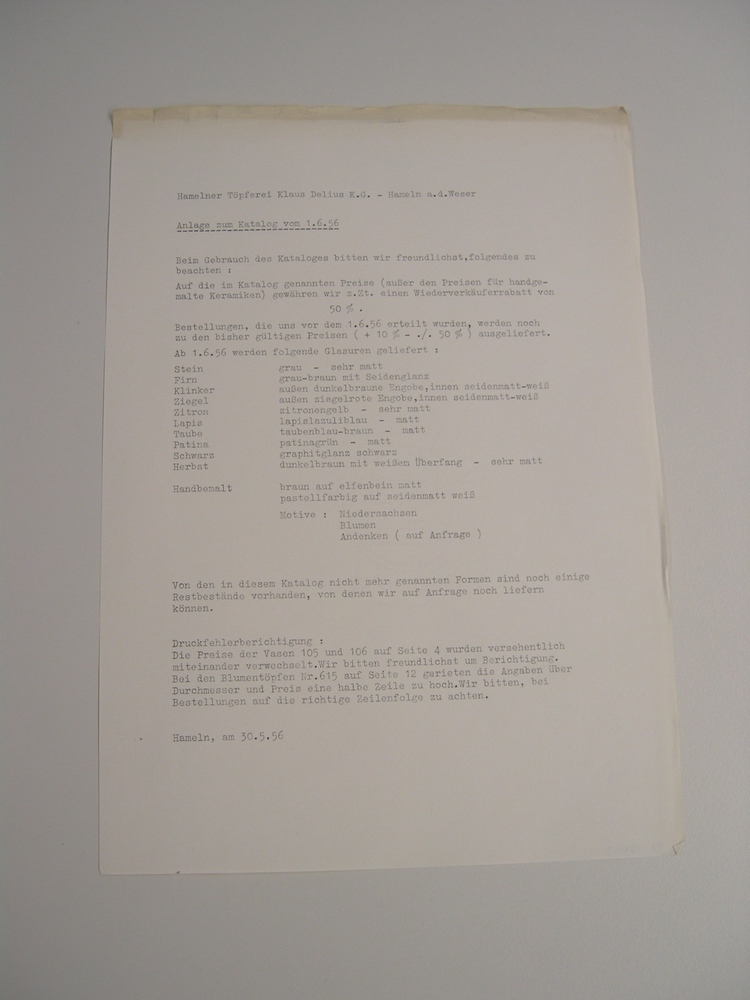 Hamelner Töpferei Klaus Delius K.G. - Hameln a.d.Weser
Anlage zum Katalog vom 1.6.56
Beim Gebrauch des Kataloges bitten wir freundlichst,folgendes zu
beachten :
Auf die im Katalog genannten Preise (außer den Preisen für handge-
malte Keramiken) gewähren wir z.Zt. einen Wiederverkäuferrabatt von
50 % .
Bestellungen, die uns vor dem 1.6.56 erteilt wurden, werden noch
zu den bisher gültigen Preisen ( + 10 % - ./. 50 % ) ausgeliefert.
Ab 1.6.56 werden folgende Glasuren geliefert :
Stein grau - sehr matt
Firn grau-braun mit Seidenglanz
Klinker außen dunkelbraune Engobe,innen seidenmatt-weiß
Ziegel außen ziegelrote Engobe,innen seidenmatt-weiß
Zitron zitronengelb - sehr matt
Lapis lapislazuliblau - matt
Taube taubenblau-braun - matt
Patina patinagrün - matt
Schwarz graphitglanz schwarz
Herbst dunkelbraun mit weißen Überfang - sehr matt
Handbemalt braun auf elfenbein matt
pastellfarbig auf seidenmatt weiß
Motive : Niedersachsen
Blumen
Andenken ( auf Anfrage )
Von den in diesem Katalog nicht mehr genannten Formen sind noch einige
Restbestände vorhanden, von denen wir auf Anfrage noch liefern
können.
Druckfehlerberichtigung :
Die Preise der Vasen 105 und 106 auf Seite 4 wurden versehentlich
miteinander verwechselt.Wir bitten freundlichst um Berichtigung.
Bei den Blumentöpfen Nr.615 auf Seite 12 gerieten die Angaben über
Durchmesser und Preis eine halbe Zeile zu hoch.Wir bitten, bei
Bestellungen auf die richtige Zeilenfolge zu achten.
Hameln, am 30.5.56